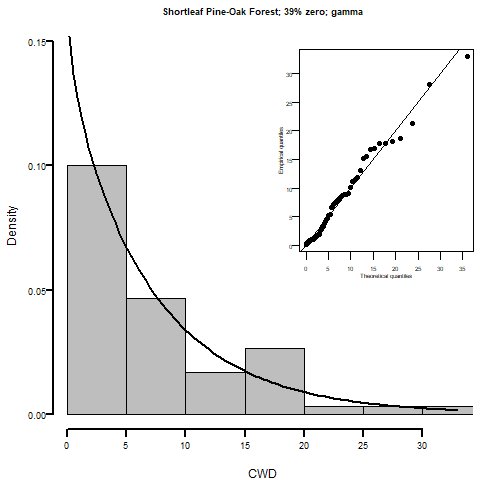 Shortleaf Pine-Oak Forest; 39% zero; gamma
0.15
0.10
0.05
0.00
Density
0 5 10 15 20 25 30
CWD
30
25
20
15
10
5
0
Empirical quantiles
0 5 10 15 20 25 30 35
Theoretical quantiles